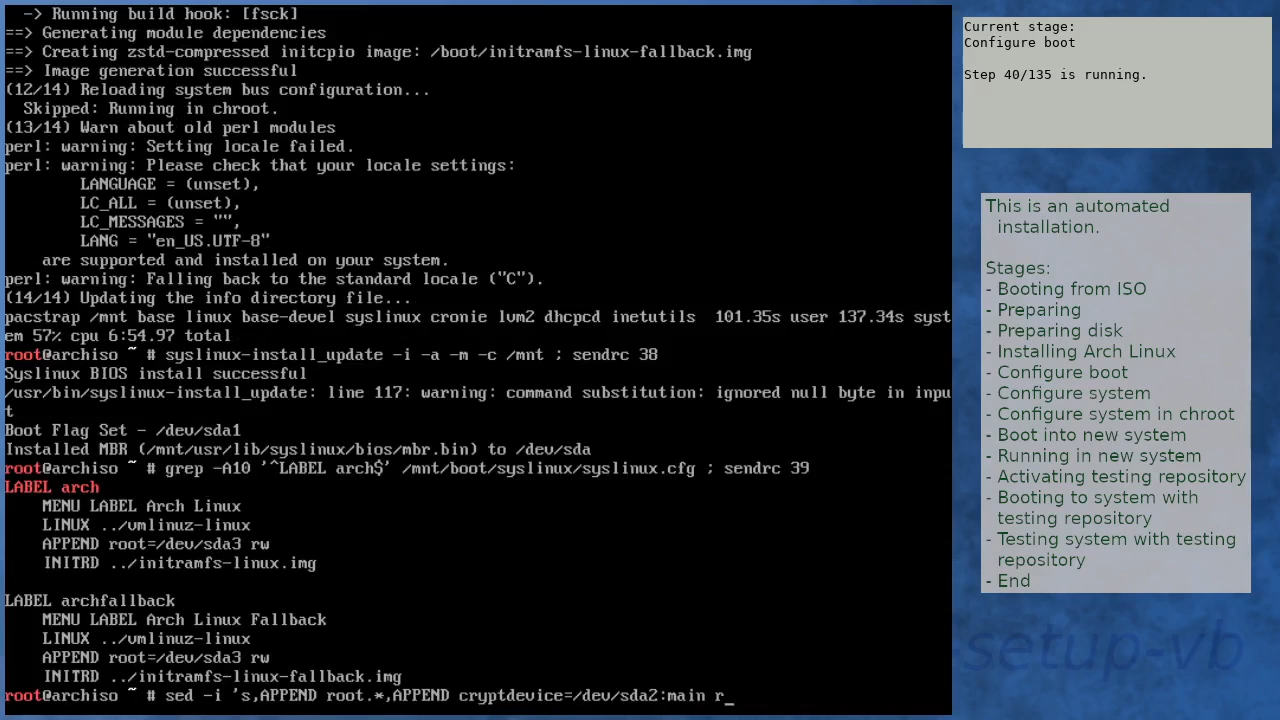 -> Running build hook: [fsck]
==> Generating module dependencies
==> Creating zstd-compressed initcpio image: /boot/initramfs-linux-fallback.img
==> Image generation successful
(12/14) Reloading system bus configuration...
Skipped: Running in chroot.
(13/14) Warn about old perl modules
perl: warning: Setting locale failed.
perl: warning: Please check that your locale settings:
LANGUAGE = (unset),
LC_ALL = (unset),
LC_MESSAGES = "",
LANG = "en_US.UTF-8"
are supported and installed on your system.
perl: warning: Falling back to the standard locale ("C").
(14/14) Updating the info directory file...
pacstrap /mnt base linux base-devel syslinux cronie lvm2 dhcpcd inetutils  101.35s user 137.34s syst
em 57% cpu 6:54.97 total
root@archiso ~ # syslinux-install_update -i -a -m -c /mnt ; sendrc 38
Syslinux BIOS install successful
/usr/bin/syslinux-install_update: line 117: warning: command substitution: ignored null byte in inpu
t
Boot Flag Set - /dev/sda1
Installed MBR (/mnt/usr/lib/syslinux/bios/mbr.bin) to /dev/sda
root@archiso ~ # grep -A10 '^LABEL arch$' /mnt/boot/syslinux/syslinux.cfg ; sendrc 39
LABEL arch
MENU LABEL Arch Linux
LINUX ../vmlinuz-linux
APPEND root=/dev/sda3 rw
INITRD ../initramfs-linux.img
LABEL archfallback
MENU LABEL Arch Linux Fallback
LINUX ../vmlinuz-linux
APPEND root=/dev/sda3 rw
INITRD ../initramfs-linux-fallback.img
root@archiso ~ # sed -i 's,APPEND root.*,APPEND cryptdevice=/dev/sda2:main r_
Current stage:
Configure boot
Step 40/135 is running.
This is an automated
installation.
Stages:
- Booting from ISO
- Preparing
- Preparing disk
- Installing Arch Linux
- Configure boot
- Configure system
- Configure system in chroot
- Boot into new system
- Running in new system
- Activating testing repository
- Booting to system with
testing repository
- Testing system with testing
repository
- End
setup-vb